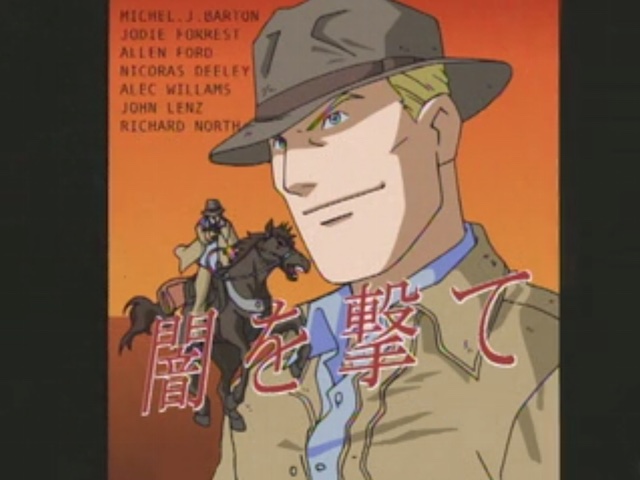 MICHEL.J.BARTON
JODIE FORREST
ALLEN FORD
NICORAS DEELEY
ALEC WILLAMS
JOHN LENZ
RICHARD NORTH
闇を撃て